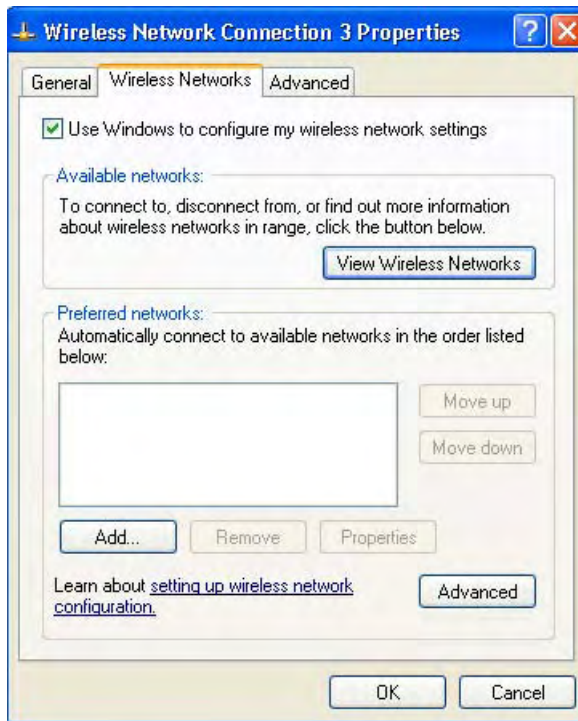 Wireless Network Connection 3 Properties
General Wireless Networks Advanced
Use Windows to configure my wireless network settings
Available networks:
To connect to, disconnect from, or find out more information
about wireless networks in range, click the button below.
View Wireless Networks
Preferred networks:
Automatically connect to available networks in the order listed
below:
Move up
Move down
Add... Remove Properties
Learn about setting up wireless network
configuration.
Advanced
OK Cancel